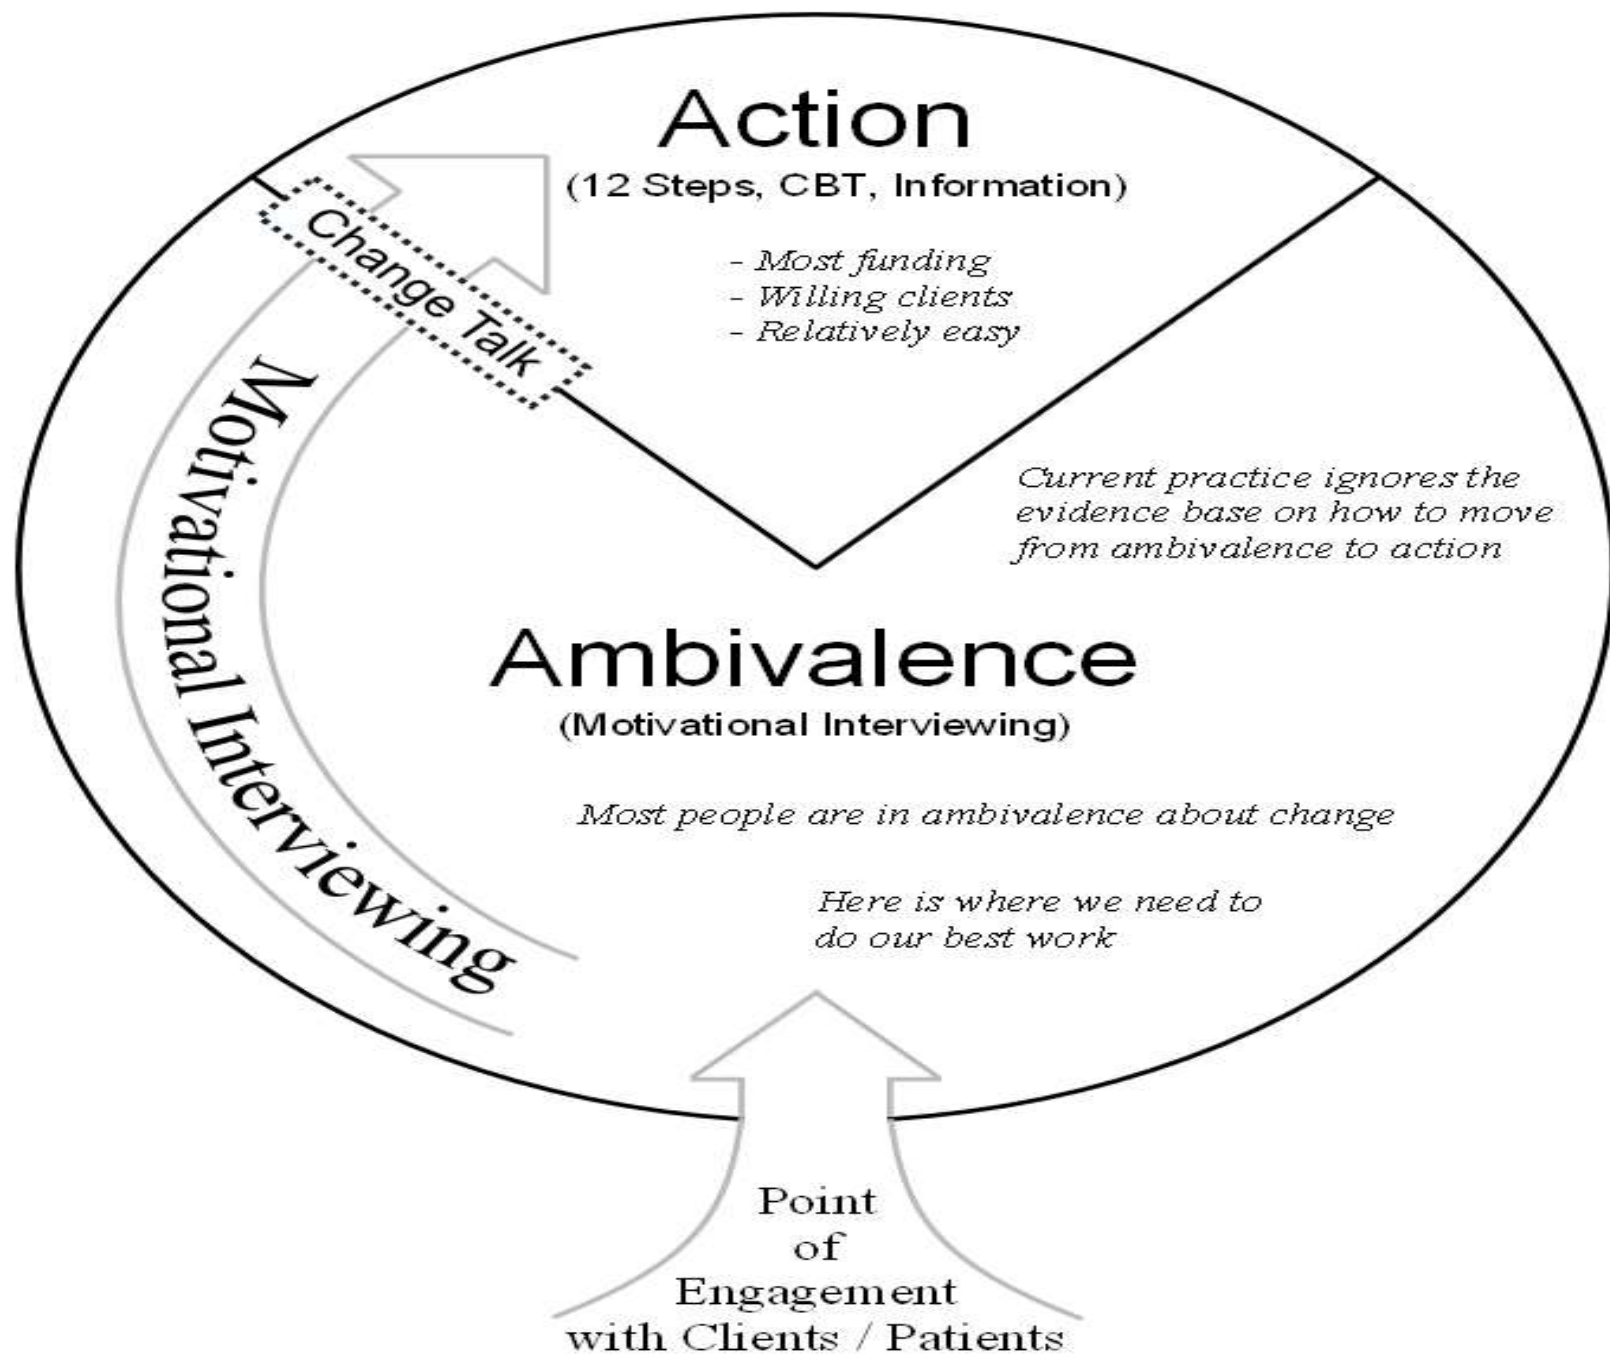 Action
(12 Steps, CBT, Information)
- Most funding
- Willing clients
- Relatively easy
Change Talk
Motivational Interviewing
Current practice ignores the
evidence base on how to move
from ambivalence to action
Ambivalence
(Motivational Interviewing)
Most people are in ambivalence about change
Here is where we need to
do our best work
Point
of
Engagement
with Clients / Patients